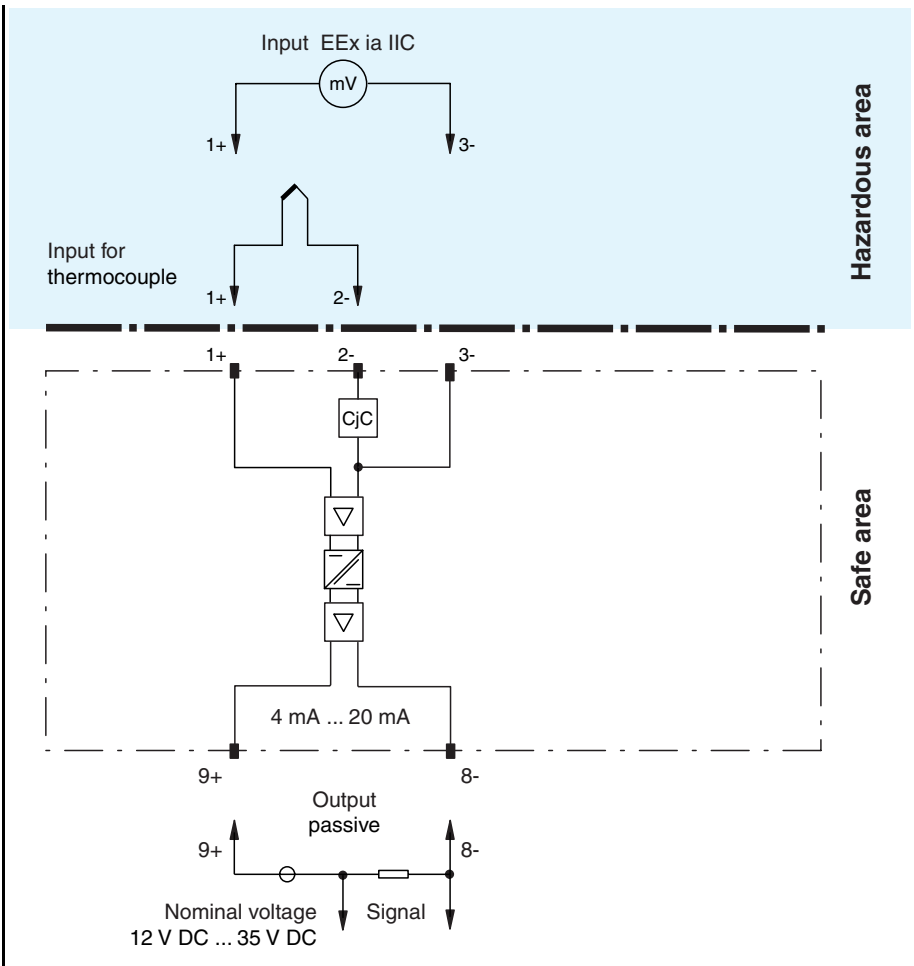 Input EEx ia IIC
mV
1+
3-
Input for
thermocouple
1+
2-
Hazardous area
1+
2-
3-
CjC
Safe area
4 mA ... 20 mA
9+
8-
Output
passive
9+
8-
Nominal voltage
12 V DC ... 35 V DC
Signal